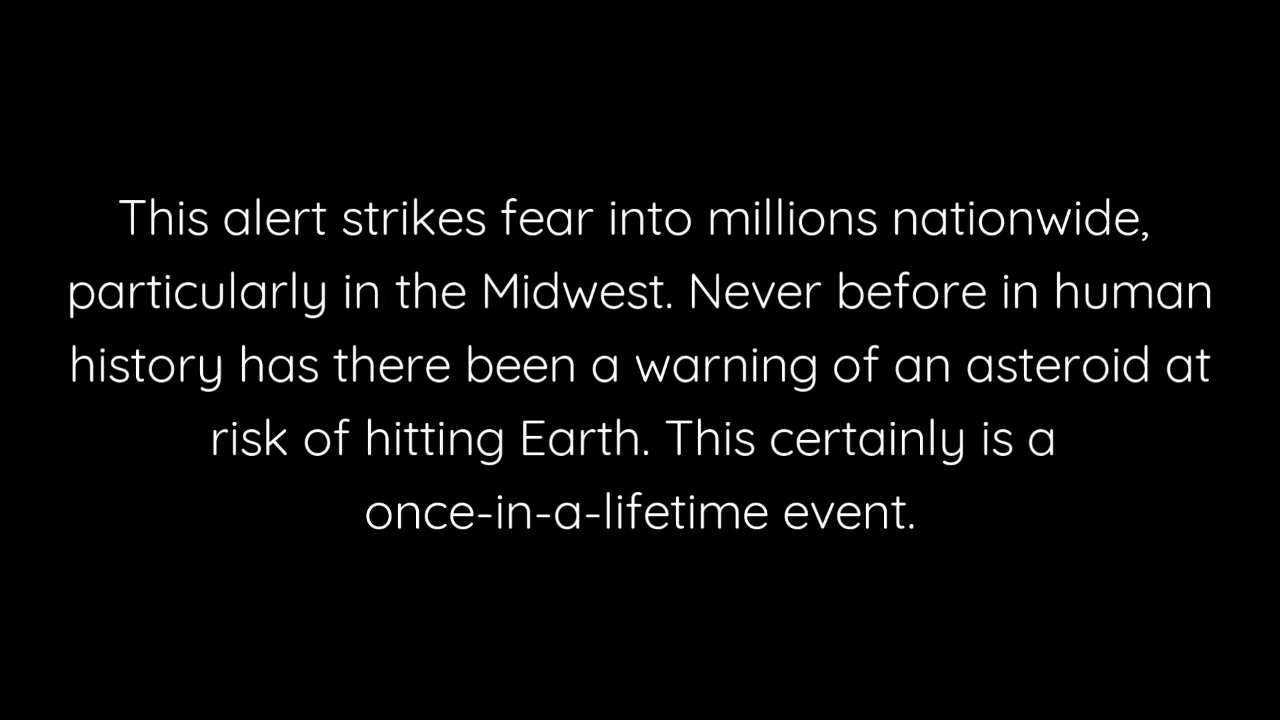 This alert strikes fear into millions nationwide,
particularly in the Midwest. Never before in human
history has there been a warning of an asteroid at
risk of hitting Earth. This certainly is a
once-in-a-lifetime event.